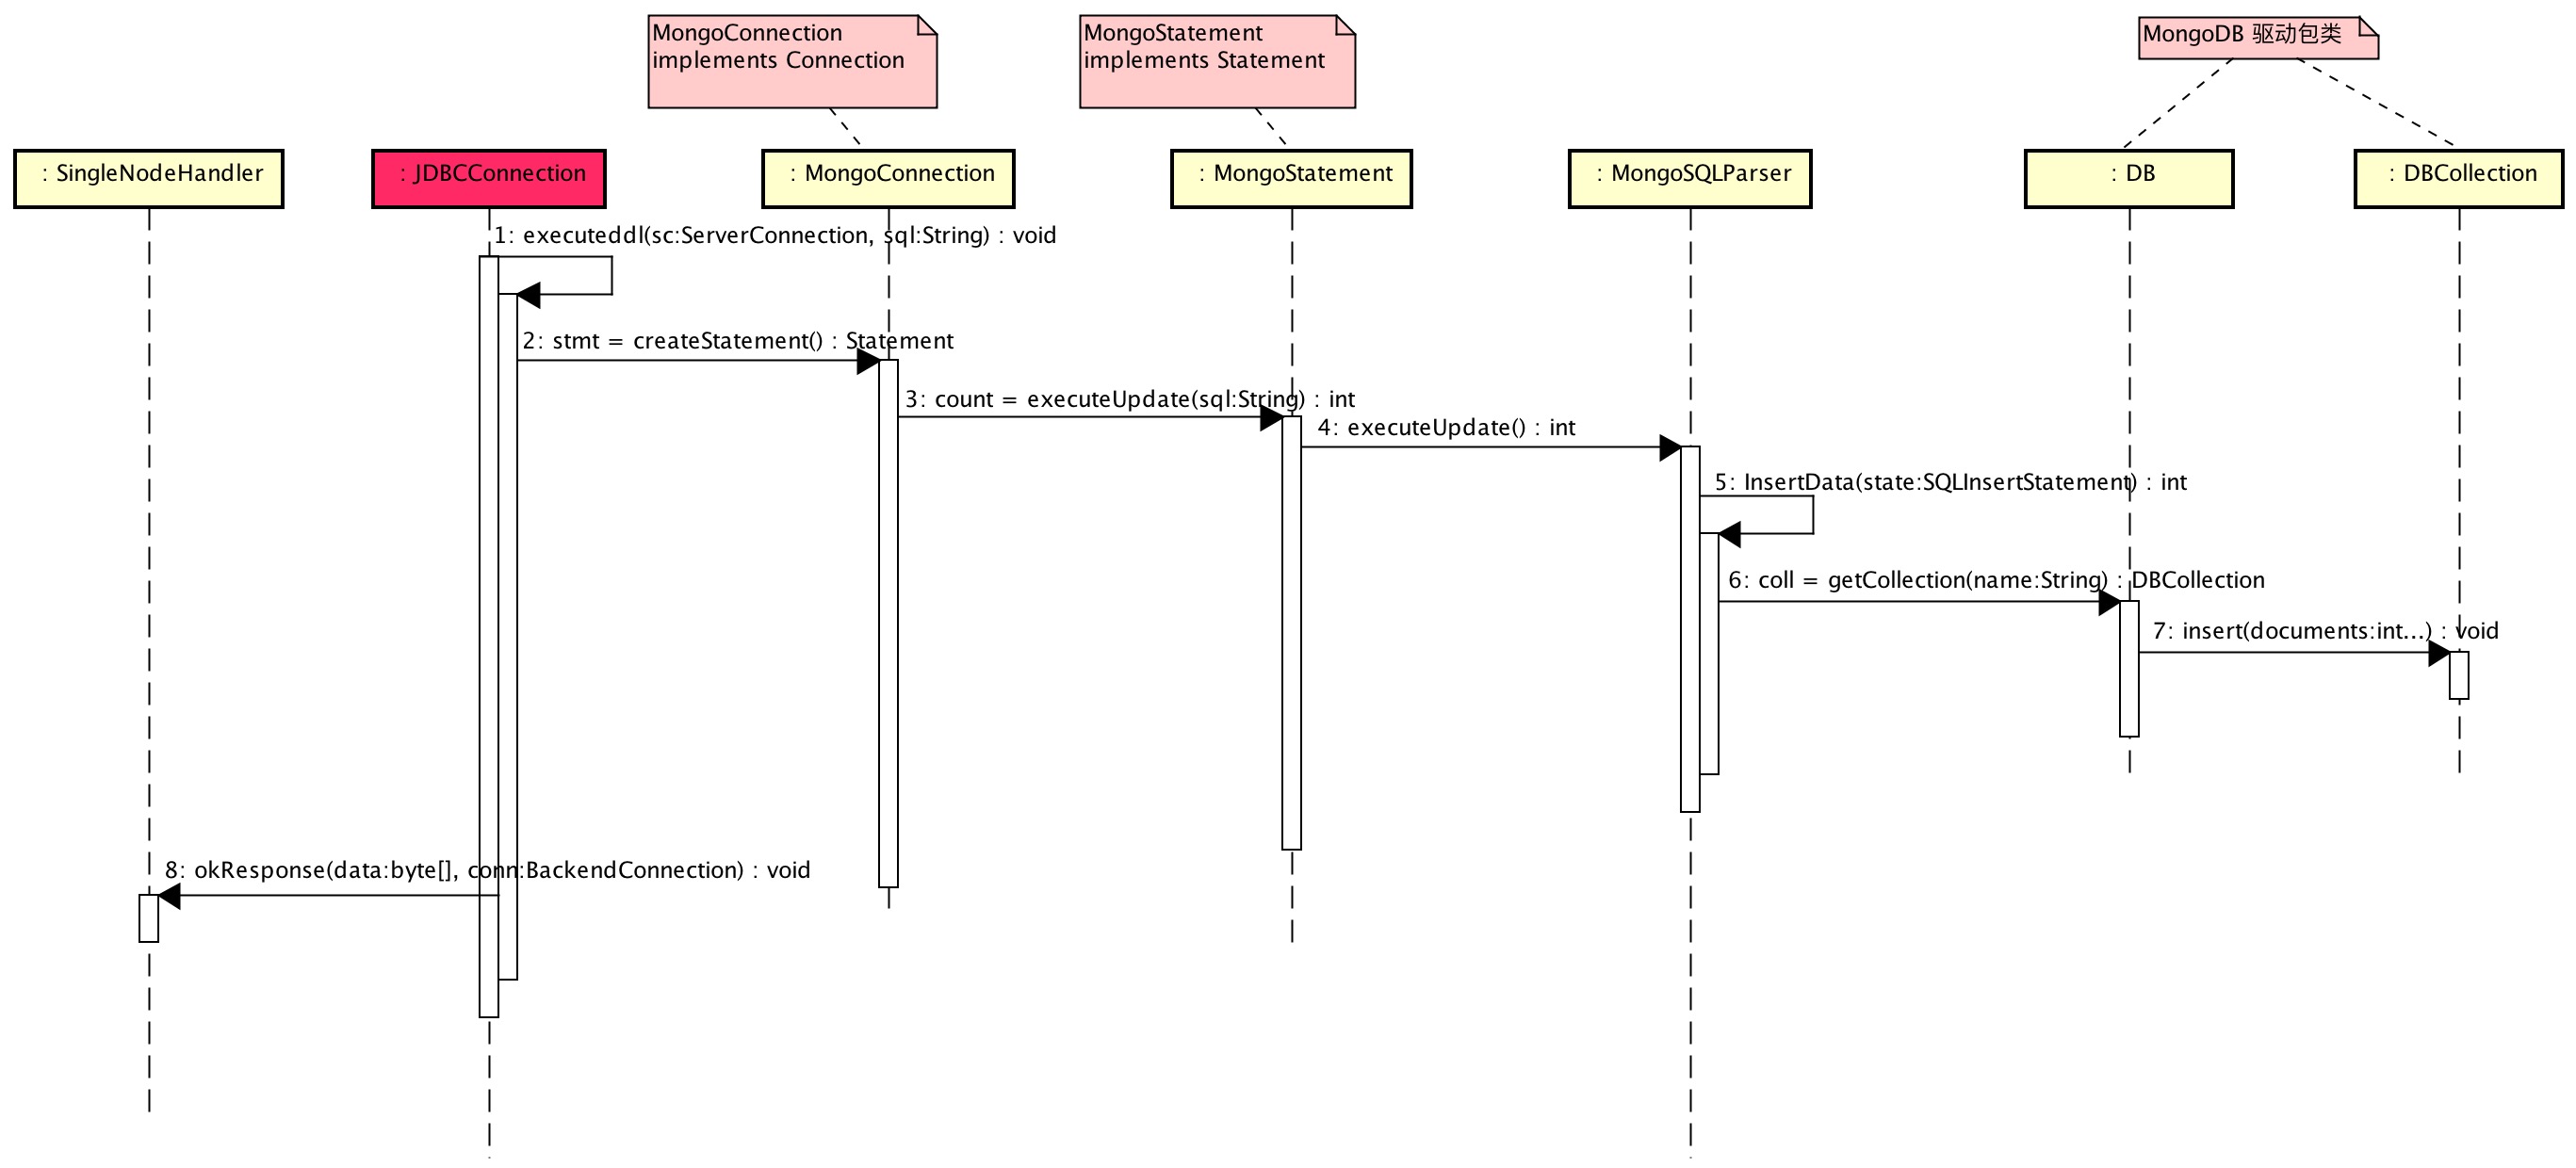 MongoConnection
implements Connection
MongoStatement
implements Statement
MongoDB 驱动包类
: SingleNodeHandler
: JDBCConnection
: MongoConnection
: MongoStatement
: MongoSQLParser
: DB
: DBCollection
1: executeddl(sc:ServerConnection, sql:String) : void
2: stmt = createStatement() : Statement
3: count = executeUpdate(sql:String) : int
4: executeUpdate() : int
5: InsertData(state:SQLInsertStatement) : int
6: coll = getCollection(name:String) : DBCollection
7: insert(documents:int...) : void
8: okResponse(data:byte[], conn:BackendConnection) : void